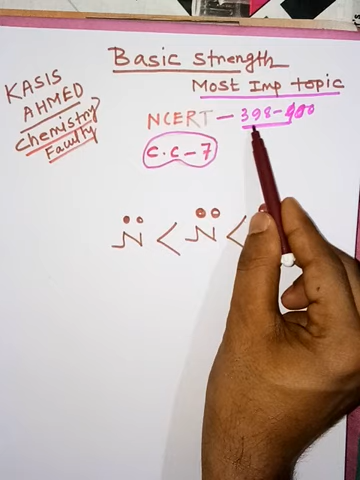 Basic strength
Most Imp topic
KASIS
AHMED
Chemistry
Faculty
NCERT - 398-400
C.C-7
N̈ < N̈ <